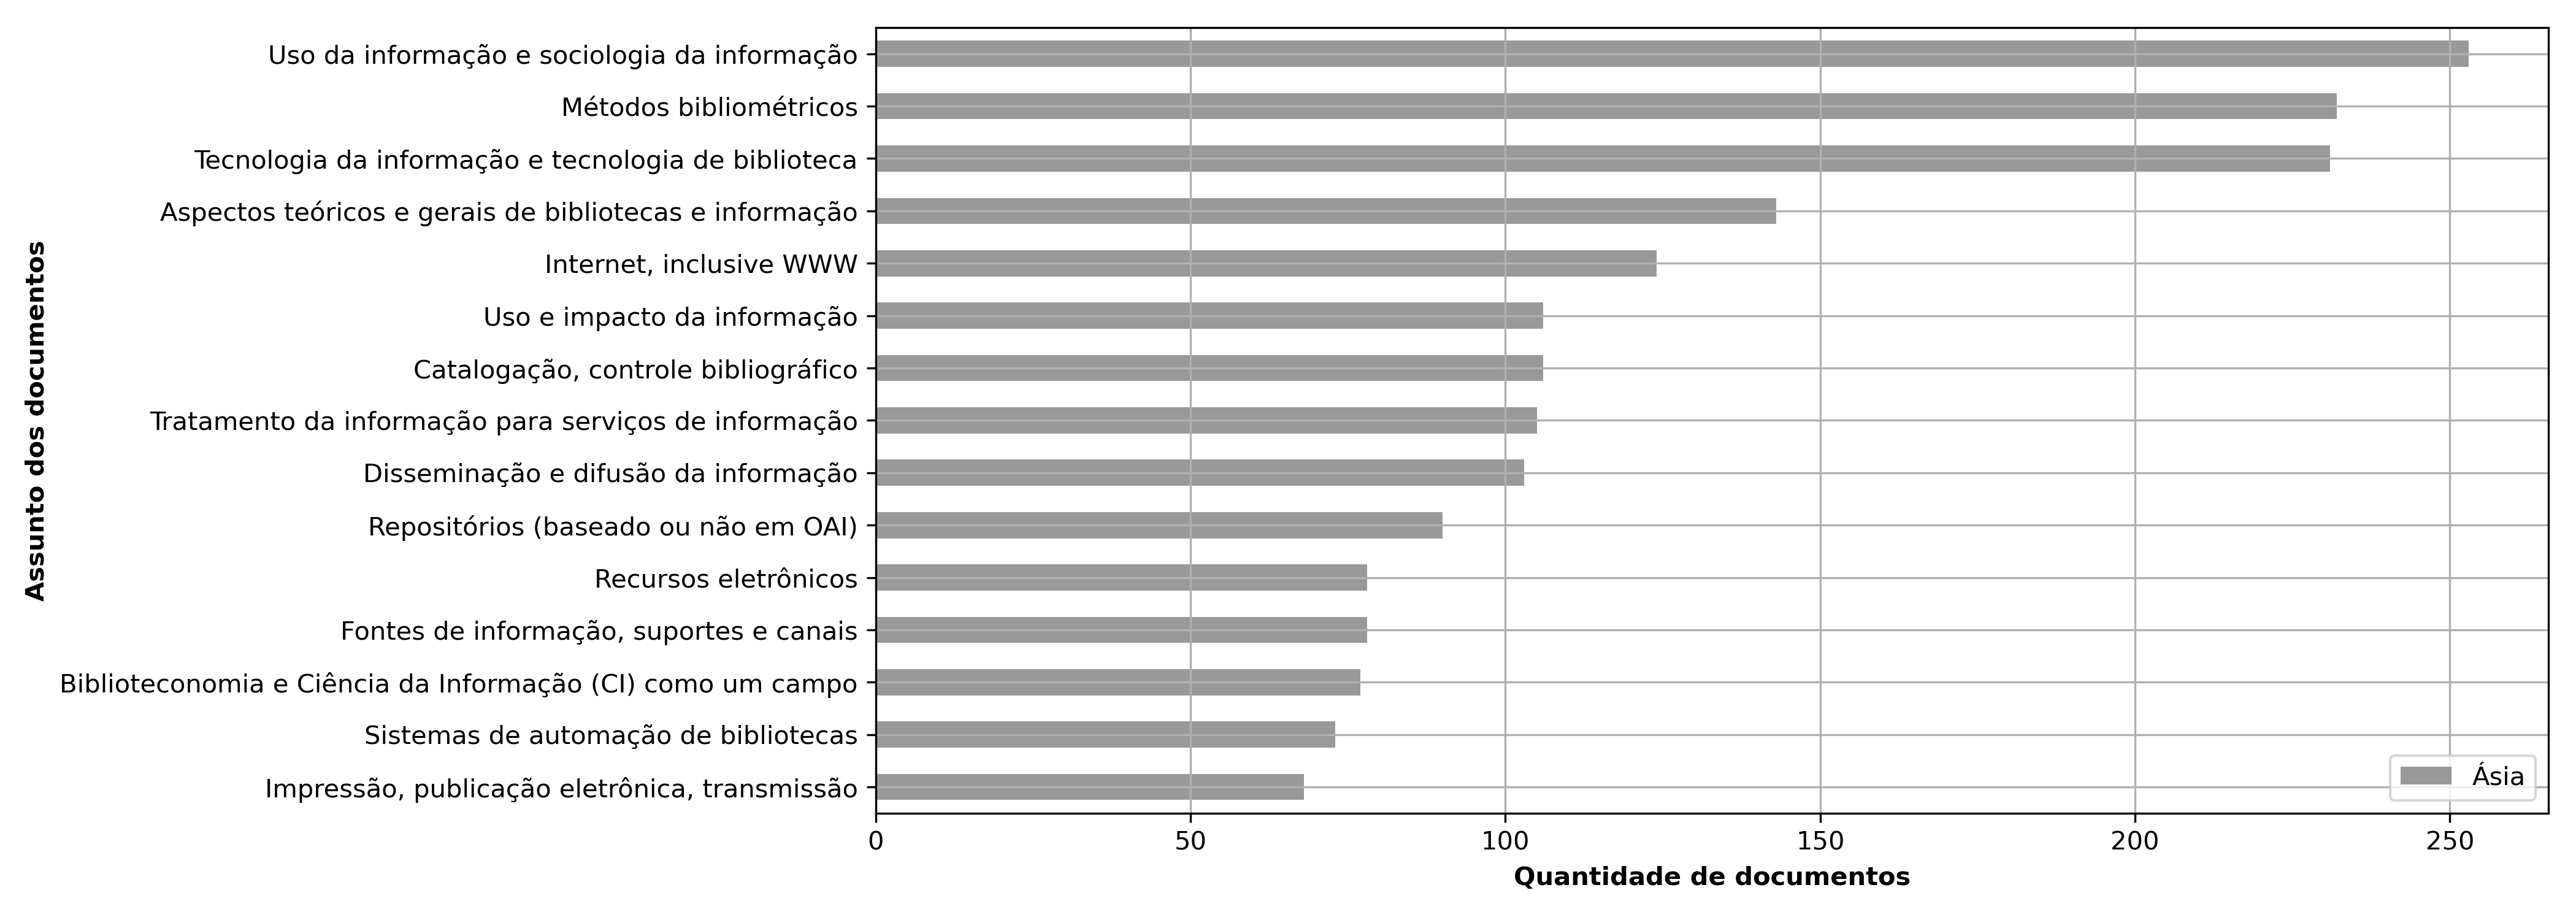 Assunto dos documentos
Uso da informação e sociologia da informação
Métodos bibliométricos
Tecnologia da informação e tecnologia de biblioteca
Aspectos teóricos e gerais de bibliotecas e informação
Internet, inclusive WWW
Uso e impacto da informação
Catalogação, controle bibliográfico
Tratamento da informação para serviços de informação
Disseminação e difusão da informação
Repositórios (baseado ou não em OAI)
Recursos eletrônicos
Fontes de informação, suportes e canais
Biblioteconomia e Ciência da Informação (CI) como um campo
Sistemas de automação de bibliotecas
Impressão, publicação eletrônica, transmissão
Ásia
0 50 100 150 200 250
Quantidade de documentos